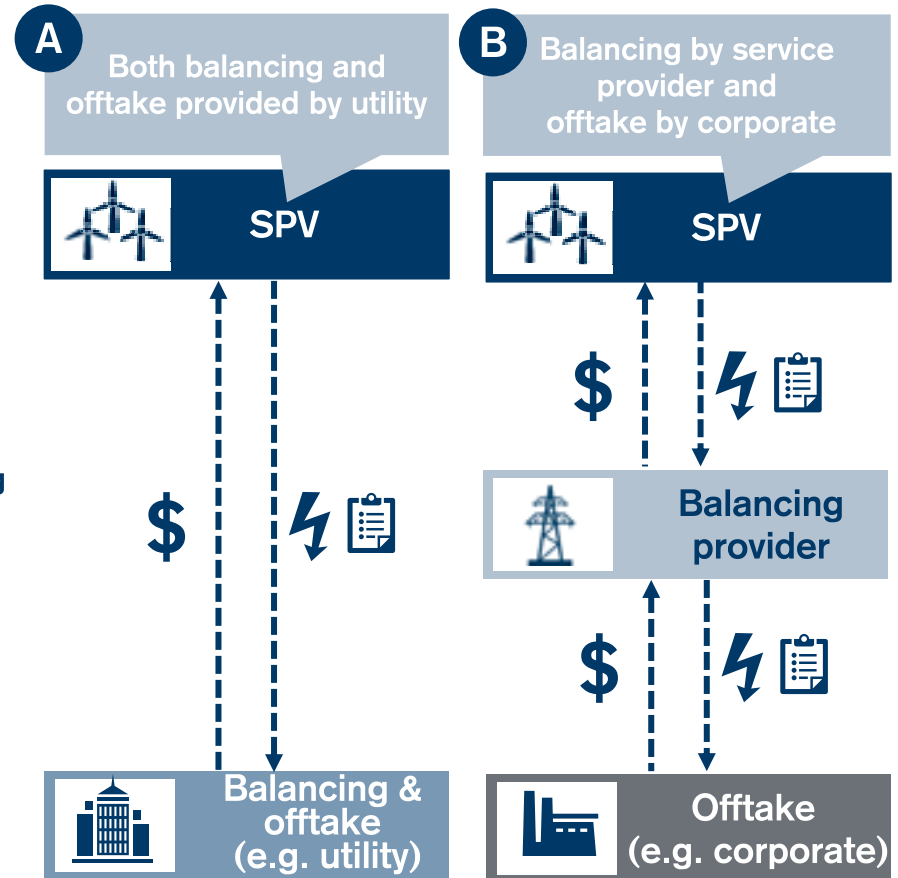 A
Both balancing and
offtake provided by utility
SPV
$
Balancing &
offtake
(e.g. utility)
B
Balancing by service
provider and
offtake by corporate
SPV
$
Balancing
provider
$
Offtake
(e.g. corporate)